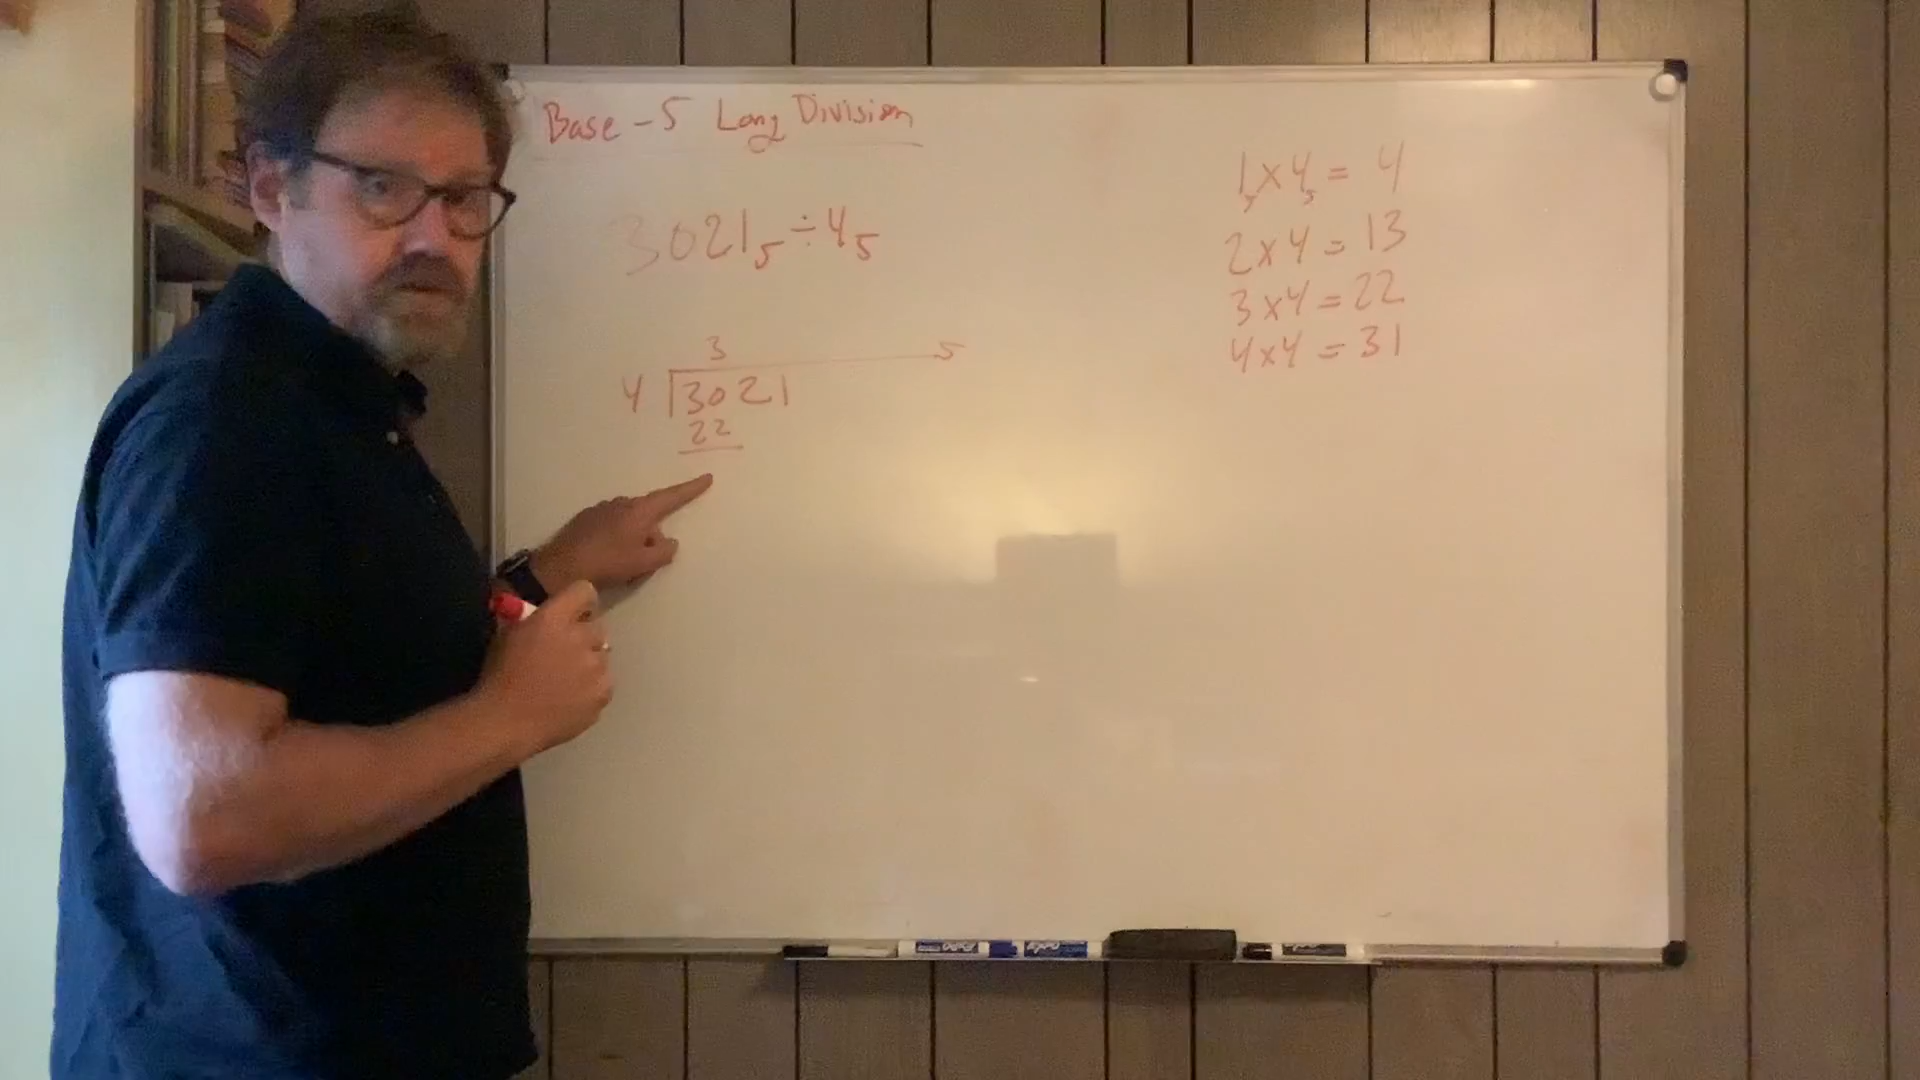 Base-5 Long Division
3021₅ ÷ 4₅
3 5
4 3021
22
1₅ x 4₅ = 4
2 x 4 = 13
3 x 4 = 22
4 x 4 = 31